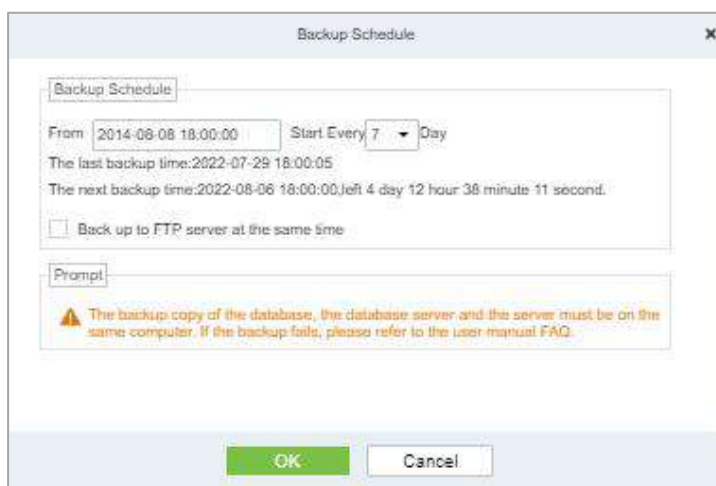 Backup Schedule
Backup Schedule
From 2014-08-08 18:00:00 Start Every 7 Day
The last backup time:2022-07-29 18:00:05
The next backup time:2022-08-06 18:00:00,left 4 day 12 hour 38 minute 11 second.
Back up to FTP server at the same time
Prompt
The backup copy of the database, the database server and the server must be on the
same computer. If the backup fails, please refer to the user manual FAQ.
OK Cancel